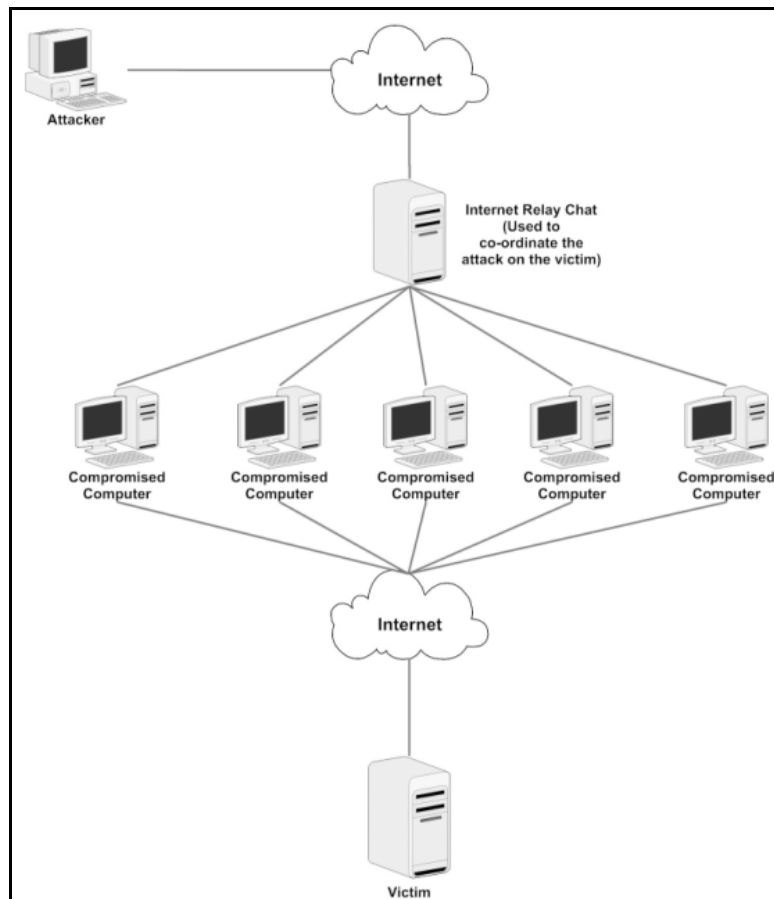 Internet
Attacker
Internet Relay Chat
(Used to
co-ordinate the
attack on the victim)
Compromised
Computer
Compromised
Computer
Compromised
Computer
Compromised
Computer
Compromised
Computer
Internet
Victim